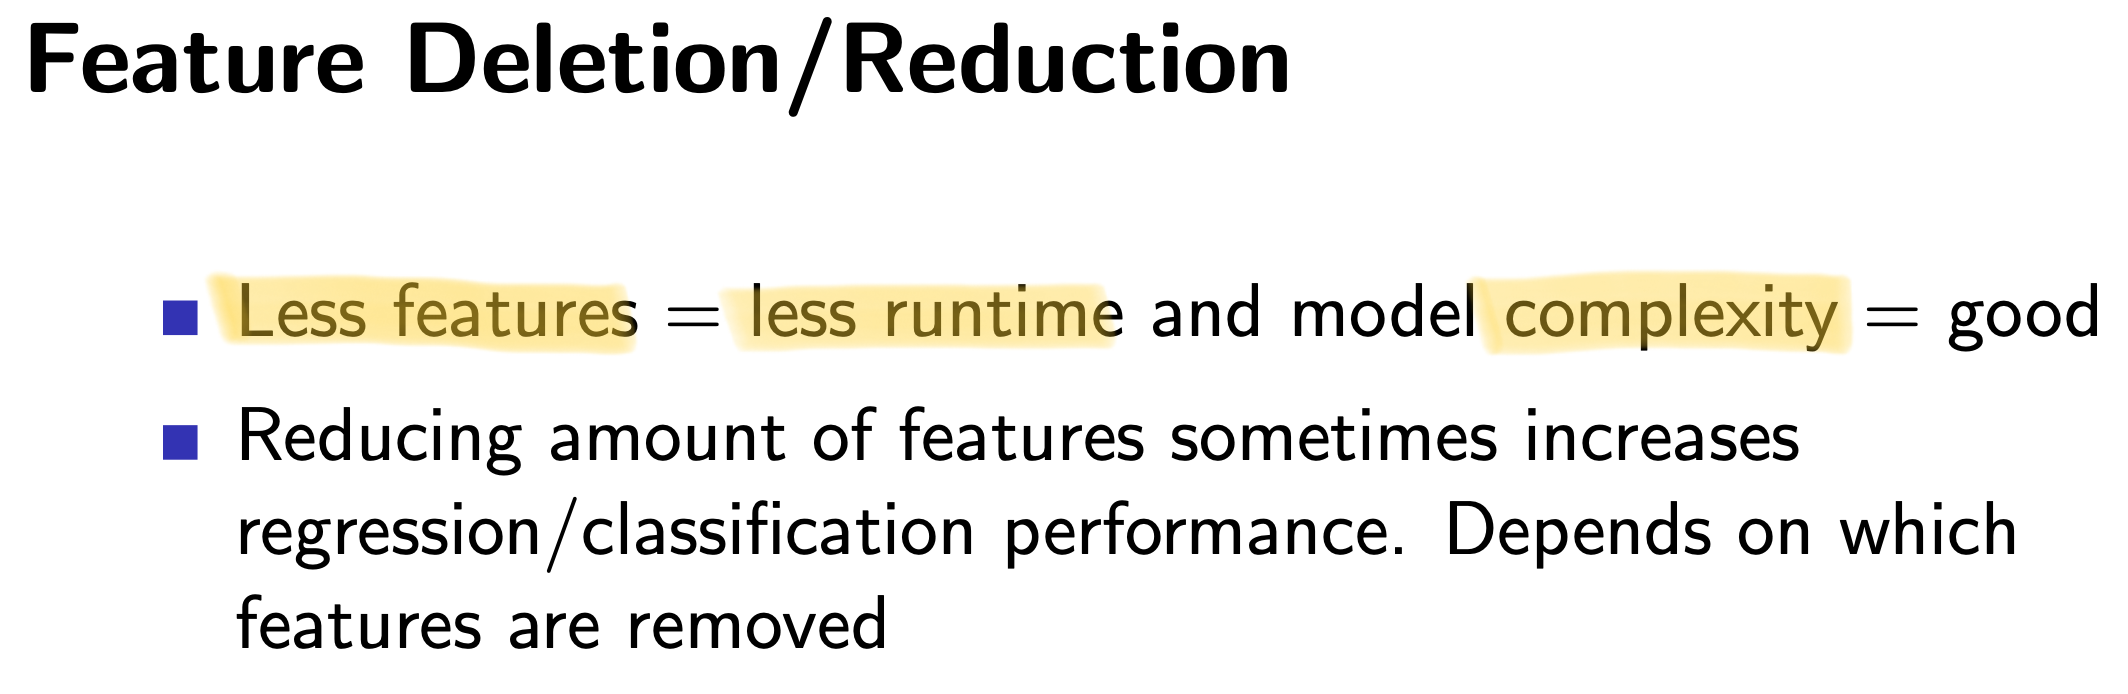 Feature Deletion/Reduction
Less features = less runtime and model complexity = good
Reducing amount of features sometimes increases
regression/classification performance. Depends on which
features are removed